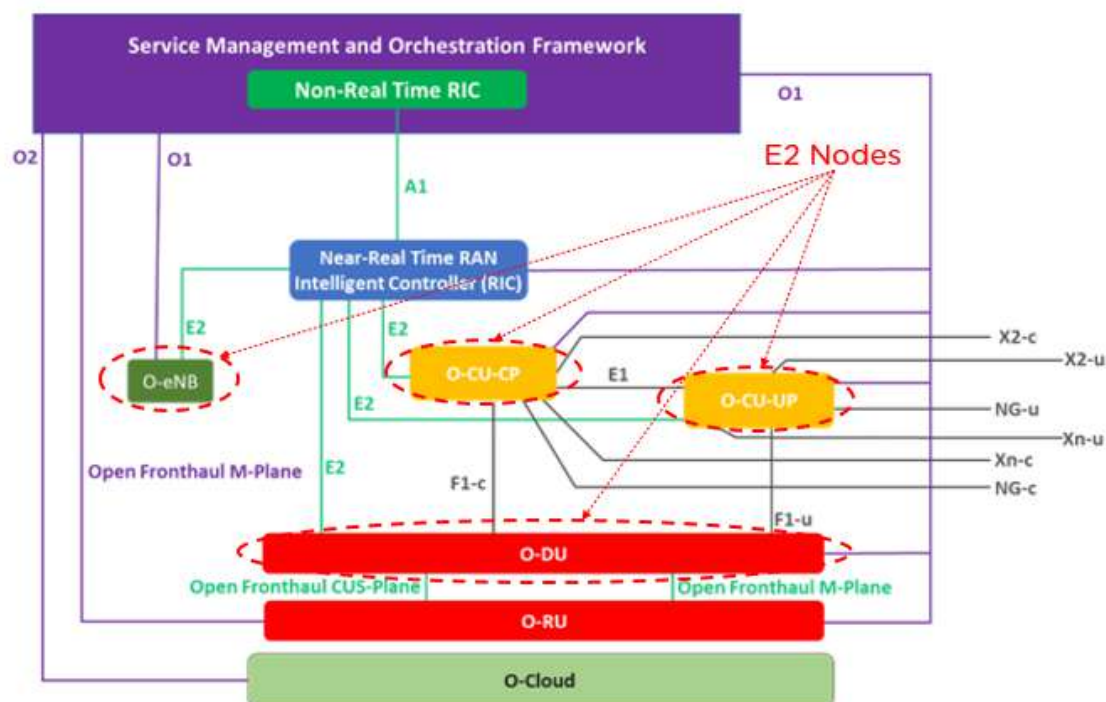 Service Management and Orchestration Framework
Non-Real Time RIC
O1
O2
O1
E2 Nodes
A1
Near-Real Time RAN
Intelligent Controller (RIC)
E2
E2
X2-c
O-eNB
O-CU-CP
E1
X2-u
O-CU-UP
E2
NG-u
Xn-u
Open Fronthaul M-Plane
E2
Xn-c
F1-c
NG-c
F1-u
O-DU
Open Fronthaul CUS-Plane
Open Fronthaul M-Plane
O-RU
O-Cloud